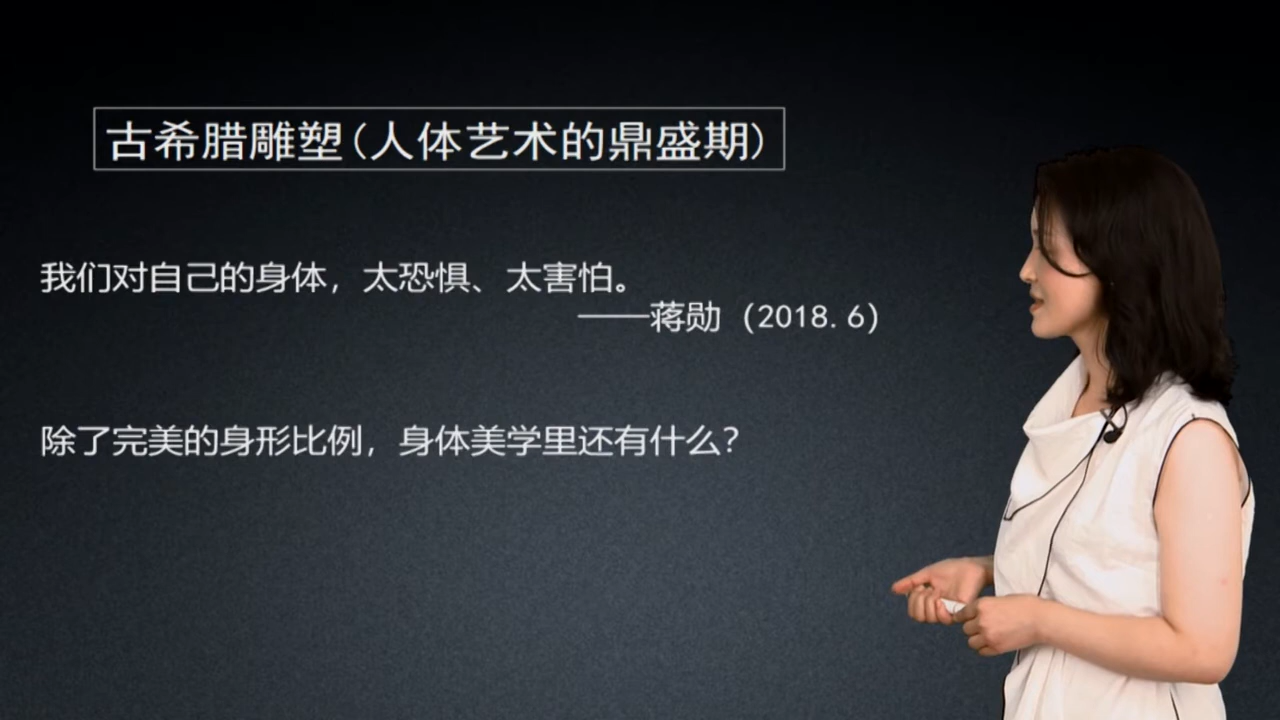 古希腊雕塑(人体艺术的鼎盛期)
我们对自己的身体，太恐惧、太害怕。
——蒋勋 (2018.6)
除了完美的身形比例，身体美学里还有什么?